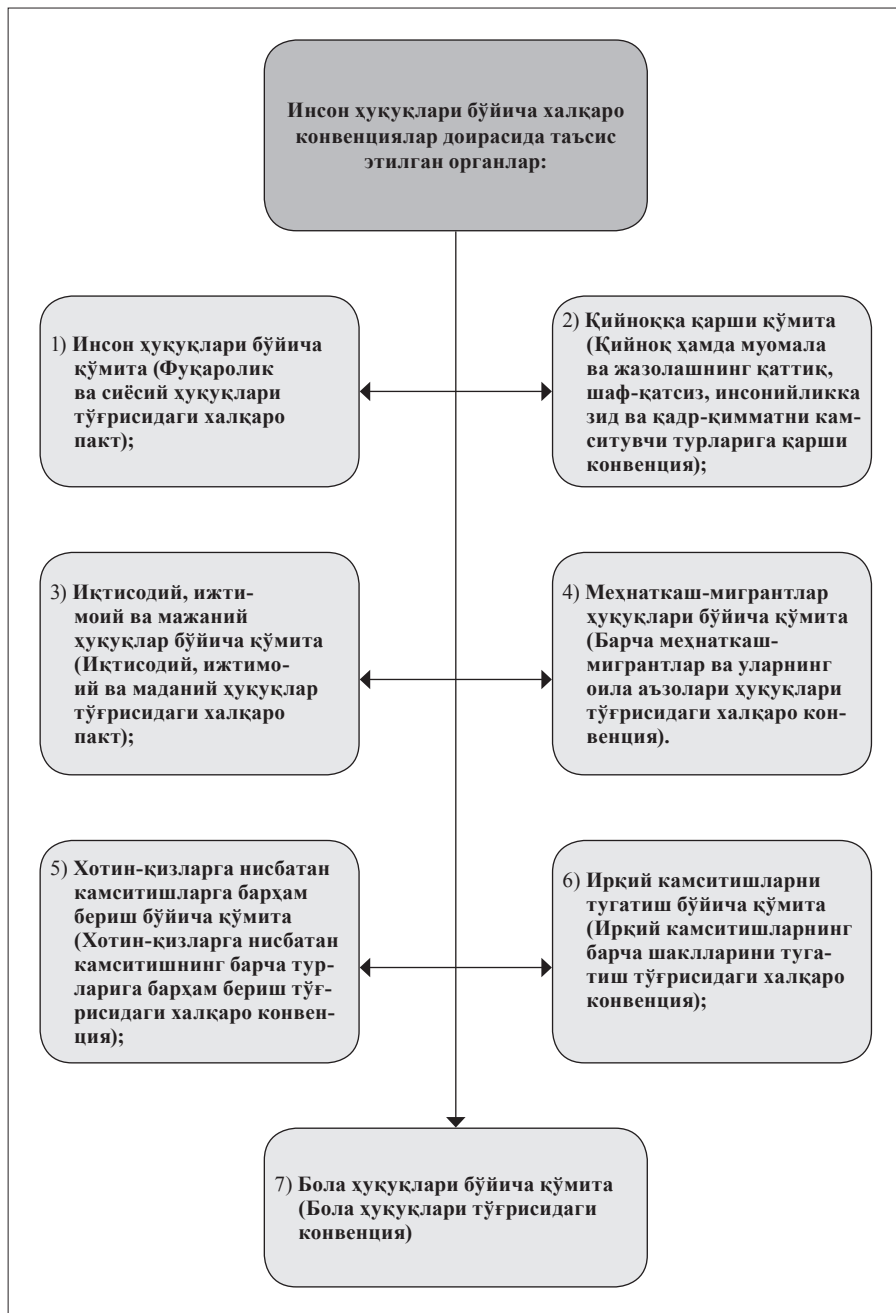 Инсон ҳуқуқлари бўйича халқаро
конвенциялар доирасида таъсис
этилган органлар:
1) Инсон ҳуқуқлари бўйича
қўмита (Фуқаролик
ва сиёсий ҳуқуқлари
тўғрисидаги халқаро
пакт);
2) Қийноққа қарши қўмита
(Қийноқ ҳамда муомала
ва жазолашнинг қаттиқ,
шаф-қатсиз, инсонийликка
зид ва қадр-қимматни кам-
ситувчи турларига қарши
конвенция);
3) Иқтисодий, ижти-
моий ва мажаний
ҳуқуқлар бўйича қўмита
(Иқтисодий, ижтимо-
ий ва маданий ҳуқуқлар
тўғрисидаги халқаро
пакт);
4) Меҳнаткаш-мигрантлар
ҳуқуқлари бўйича қўмита
(Барча меҳнаткаш-
мигрантлар ва уларнинг
оила аъзолари ҳуқуқлари
тўғрисидаги халқаро кон-
венция).
5) Хотин-қизларга нисбатан
камситишларга барҳам
бериш бўйича қўмита
(Хотин-қизларга нисбатан
камситишнинг барча тур-
ларига барҳам бериш тўғ-
рисидаги халқаро конвен-
ция);
6) Ирқий камситишларни
тугатиш бўйича қўмита
(Ирқий камситишларнинг
барча шаклларини туга-
тиш тўғрисидаги халқаро
конвенция);
7) Бола ҳуқуқлари бўйича қўмита
(Бола ҳуқуқлари тўғрисидаги
конвенция)